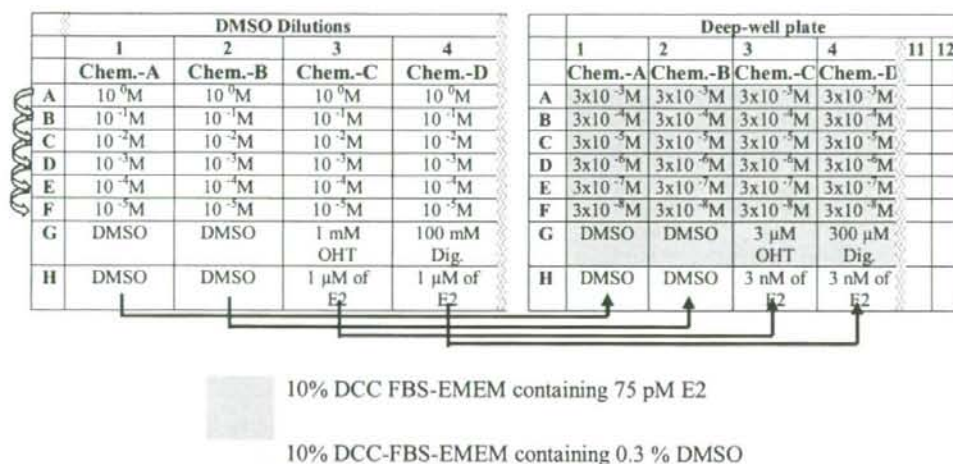 DMSO Dilutions Deep-well plate
1 2 3 4 1 2 3 4 11 12
Chem.-A Chem.-B Chem.-C Chem.-D Chem.-A Chem.-B Chem.-C Chem.-D
A 10⁰M 10⁰M 10⁰M 10⁰M A 3x10⁻³M 3x10⁻³M 3x10⁻³M 3x10⁻³M
B 10⁻¹M 10⁻¹M 10⁻¹M 10⁻¹M B 3x10⁻⁴M 3x10⁻⁴M 3x10⁻⁴M 3x10⁻⁴M
C 10⁻²M 10⁻²M 10⁻²M 10⁻²M C 3x10⁻⁵M 3x10⁻⁵M 3x10⁻⁵M 3x10⁻⁵M
D 10⁻³M 10⁻³M 10⁻³M 10⁻³M D 3x10⁻⁶M 3x10⁻⁶M 3x10⁻⁶M 3x10⁻⁶M
E 10⁻⁴M 10⁻⁴M 10⁻⁴M 10⁻⁴M E 3x10⁻⁷M 3x10⁻⁷M 3x10⁻⁷M 3x10⁻⁷M
F 10⁻⁵M 10⁻⁵M 10⁻⁵M 10⁻⁵M F 3x10⁻⁸M 3x10⁻⁸M 3x10⁻⁸M 3x10⁻⁸M
G DMSO DMSO 1 mM 100 mM G DMSO DMSO 3 µM 300 µM
OHT Dig. OHT Dig.
H DMSO DMSO 1 µM of 1 µM of H DMSO DMSO 3 nM of 3 nM of
E2 E2 E2 E2
10% DCC FBS-EMEM containing 75 pM E2
10% DCC-FBS-EMEM containing 0.3 % DMSO